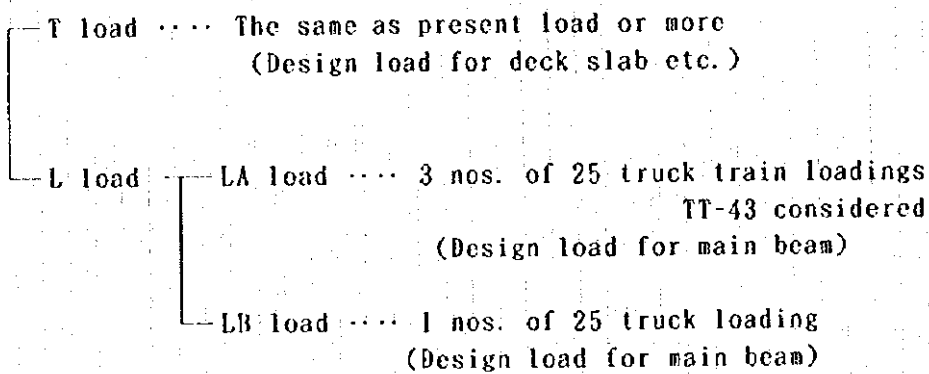 T load ···· The same as present load or more
(Design load for deck slab etc.)
L load
LA load ···· 3 nos. of 25 truck train loadings
TT-43 considered
(Design load for main beam)
LB load ···· 1 nos. of 25 truck loading
(Design load for main beam)